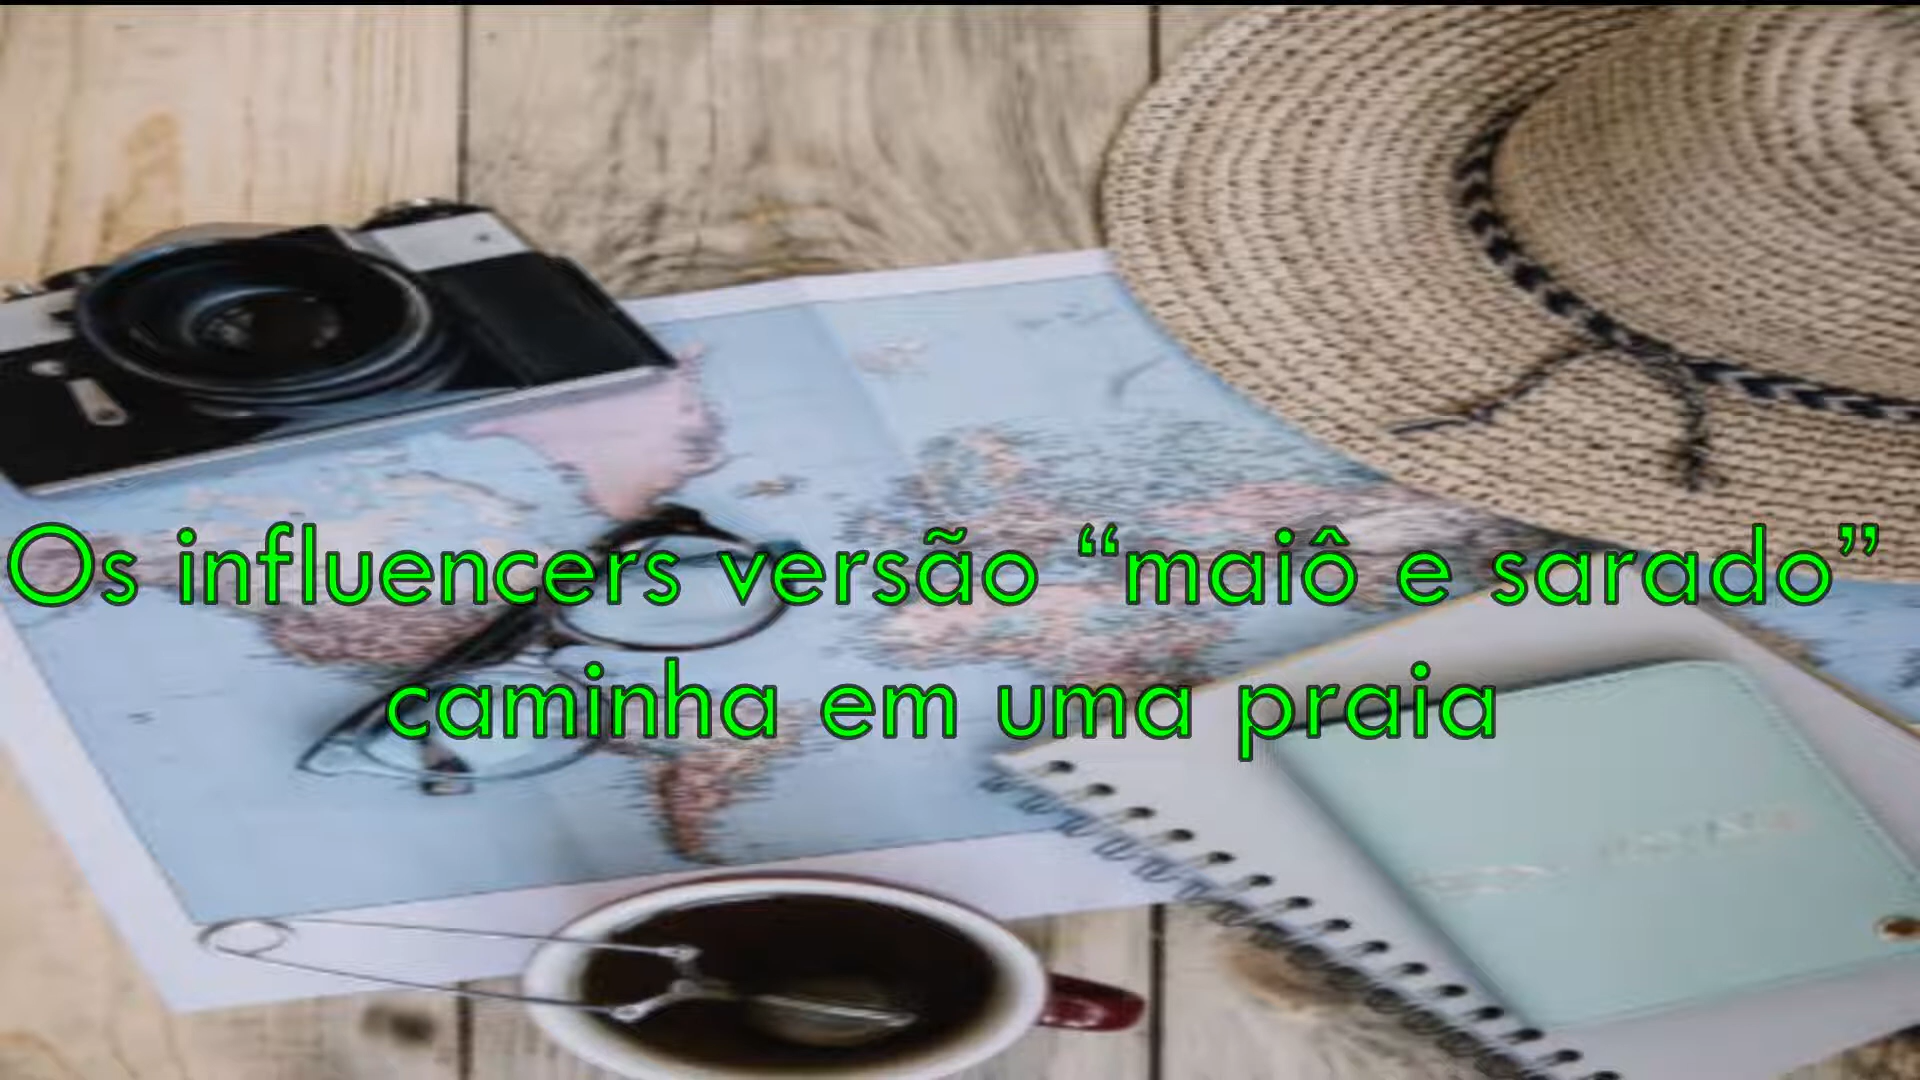 Os influencers versão “maiô e sarado”
caminha em uma praia